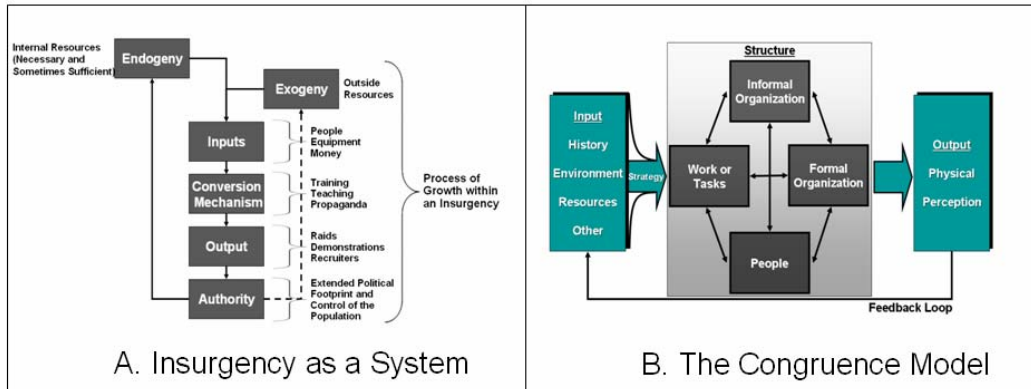 Internal Resources
(Necessary and
Sometimes Sufficient)
Endogeny
Exogeny
Outside
Resources
Inputs
People
Equipment
Money
Conversion
Mechanism
Training
Teaching
Propaganda
Output
Raids
Demonstrations
Recruiters
Authority
Extended Political
Footprint and
Control of the
Population
Process of
Growth within
an Insurgency
A. Insurgency as a System
Structure
Input
History
Environment
Resources
Other
Strategy
Informal
Organization
Work or
Tasks
Formal
Organization
People
Output
Physical
Perception
Feedback Loop
B. The Congruence Model